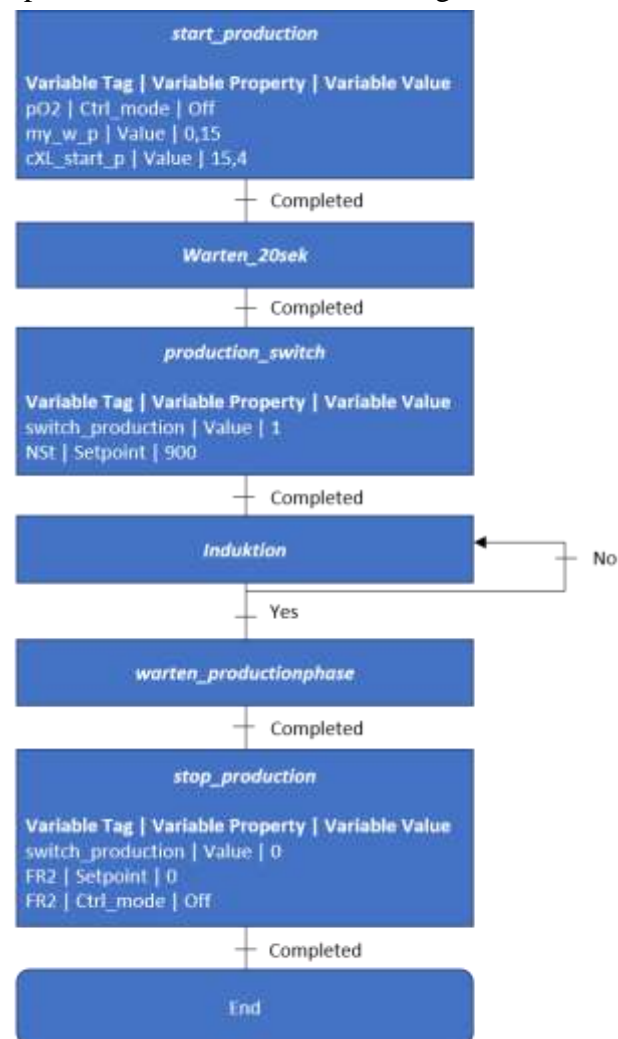 start_production
Variable Tag | Variable Property | Variable Value
pO2 | Ctrl_mode | Off
my_w_p | Value | 0,15
cXL_start_p | Value | 15,4
Completed
Warten_20sek
Completed
production_switch
Variable Tag | Variable Property | Variable Value
switch_production | Value | 1
NSt | Setpoint | 900
Completed
Induktion
No
Yes
warten_productionphase
Completed
stop_production
Variable Tag | Variable Property | Variable Value
switch_production | Value | 0
FR2 | Setpoint | 0
FR2 | Ctrl_mode | Off
Completed
End